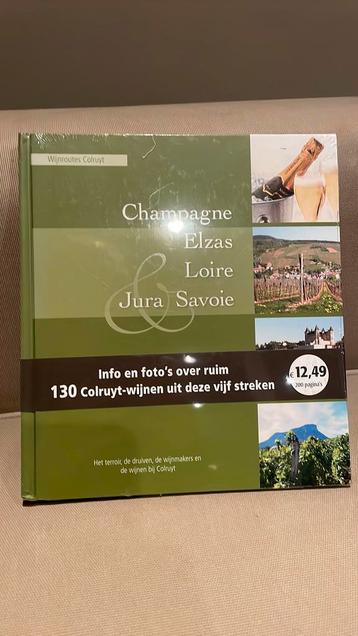 Wijnroutes Colruyt
Champagne
Elzas
Loire
&
Jura Savoie
Info en foto's over ruim
130 Colruyt-wijnen uit deze vijf streken
€ 12,49
200 pagina's
Het terroir, de druiven, de wijnmakers en
de wijnen bij Colruyt